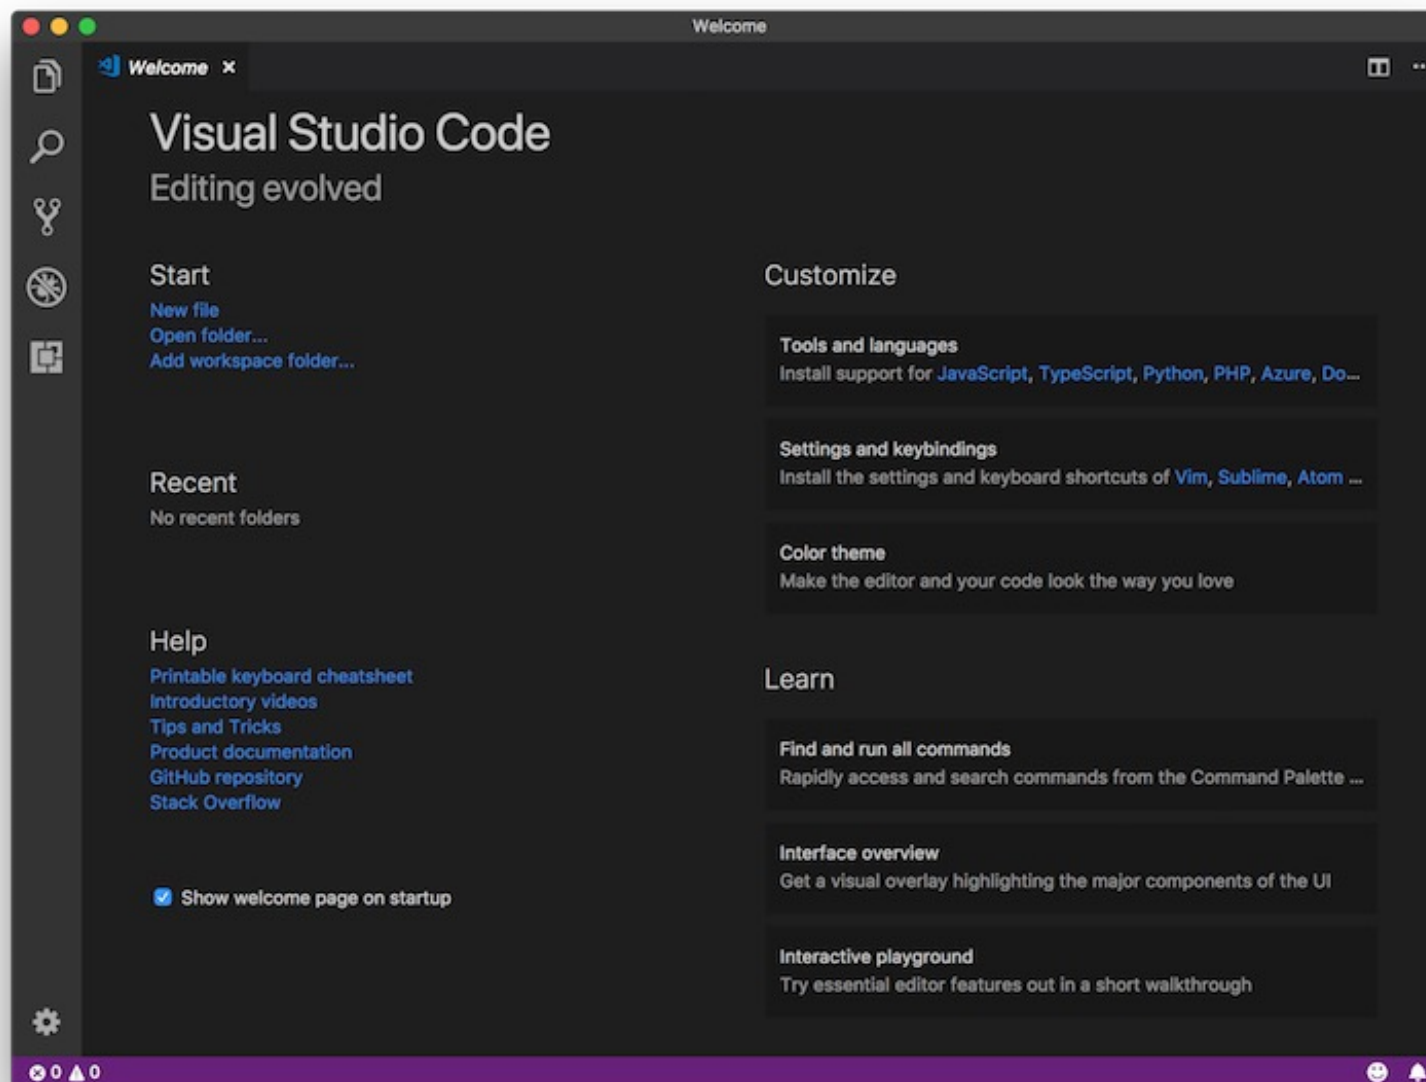 Welcome
Welcome
Visual Studio Code
Editing evolved
Start
New file
Open folder...
Add workspace folder...
Recent
No recent folders
Help
Printable keyboard cheatsheet
Introductory videos
Tips and Tricks
Product documentation
GitHub repository
Stack Overflow
Show welcome page on startup
Customize
Tools and languages
Install support for JavaScript, TypeScript, Python, PHP, Azure, Do...
Settings and keybindings
Install the settings and keyboard shortcuts of Vim, Sublime, Atom ...
Color theme
Make the editor and your code look the way you love
Learn
Find and run all commands
Rapidly access and search commands from the Command Palette ...
Interface overview
Get a visual overlay highlighting the major components of the UI
Interactive playground
Try essential editor features out in a short walkthrough
0 0